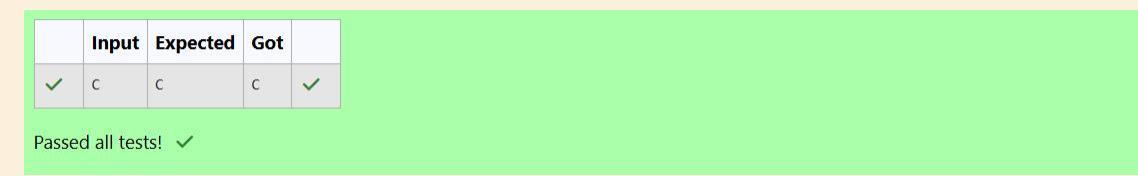 Input Expected Got
C C C
Passed all tests!